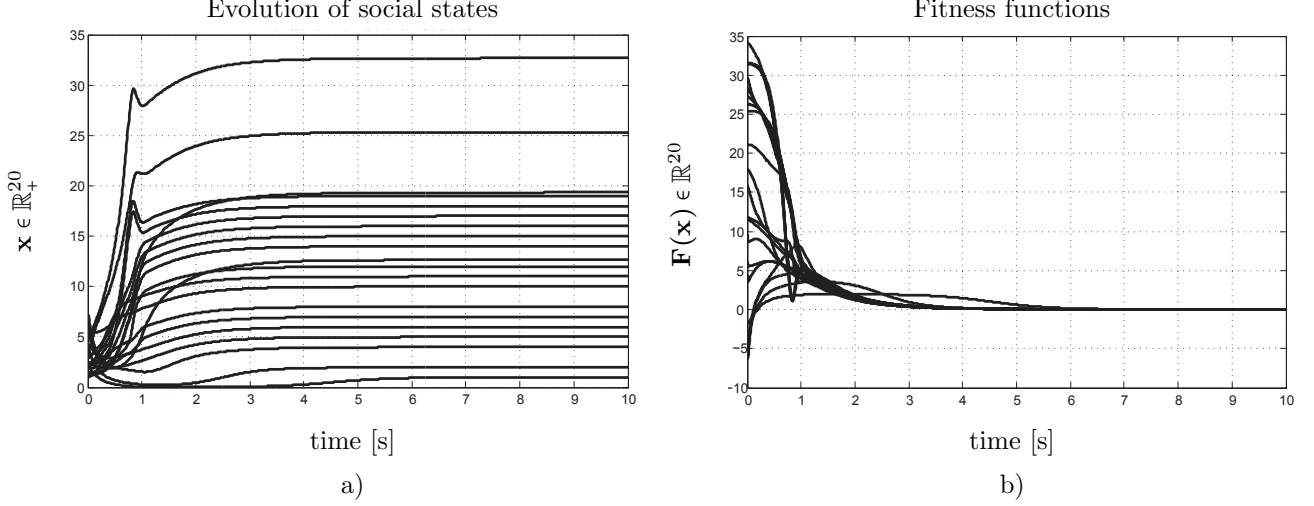 Evolution of social states
35
30
25
20
15
10
5
0
0 1 2 3 4 5 6 7 8 9 10
x ∈ ℝ₊²⁰
time [s]
a)
Fitness functions
35
30
25
20
15
10
5
0
−5
−10
0 1 2 3 4 5 6 7 8 9 10
F(x) ∈ ℝ²⁰
time [s]
b)